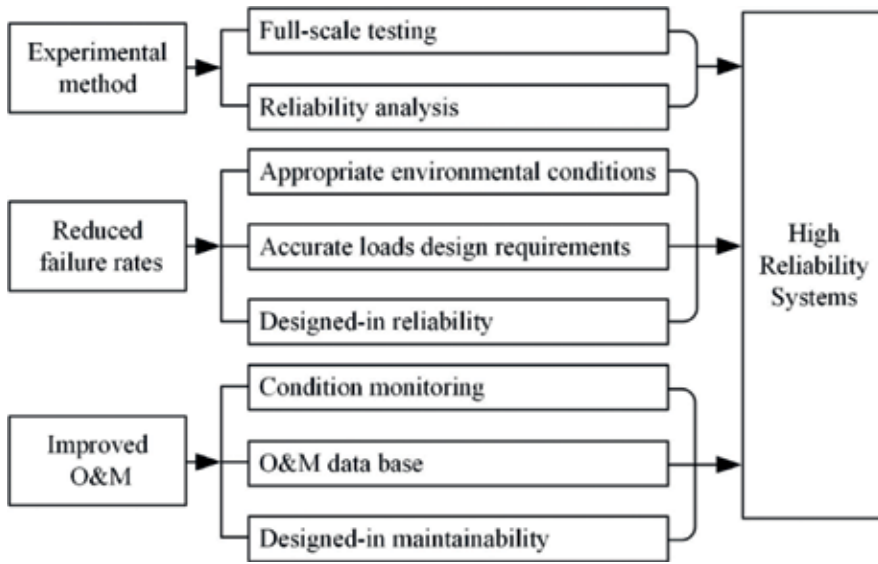 Experimental
method
Full-scale testing
Reliability analysis
Reduced
failure rates
Appropriate environmental conditions
Accurate loads design requirements
Designed-in reliability
Improved
O&M
Condition monitoring
O&M data base
Designed-in maintainability
High
Reliability
Systems